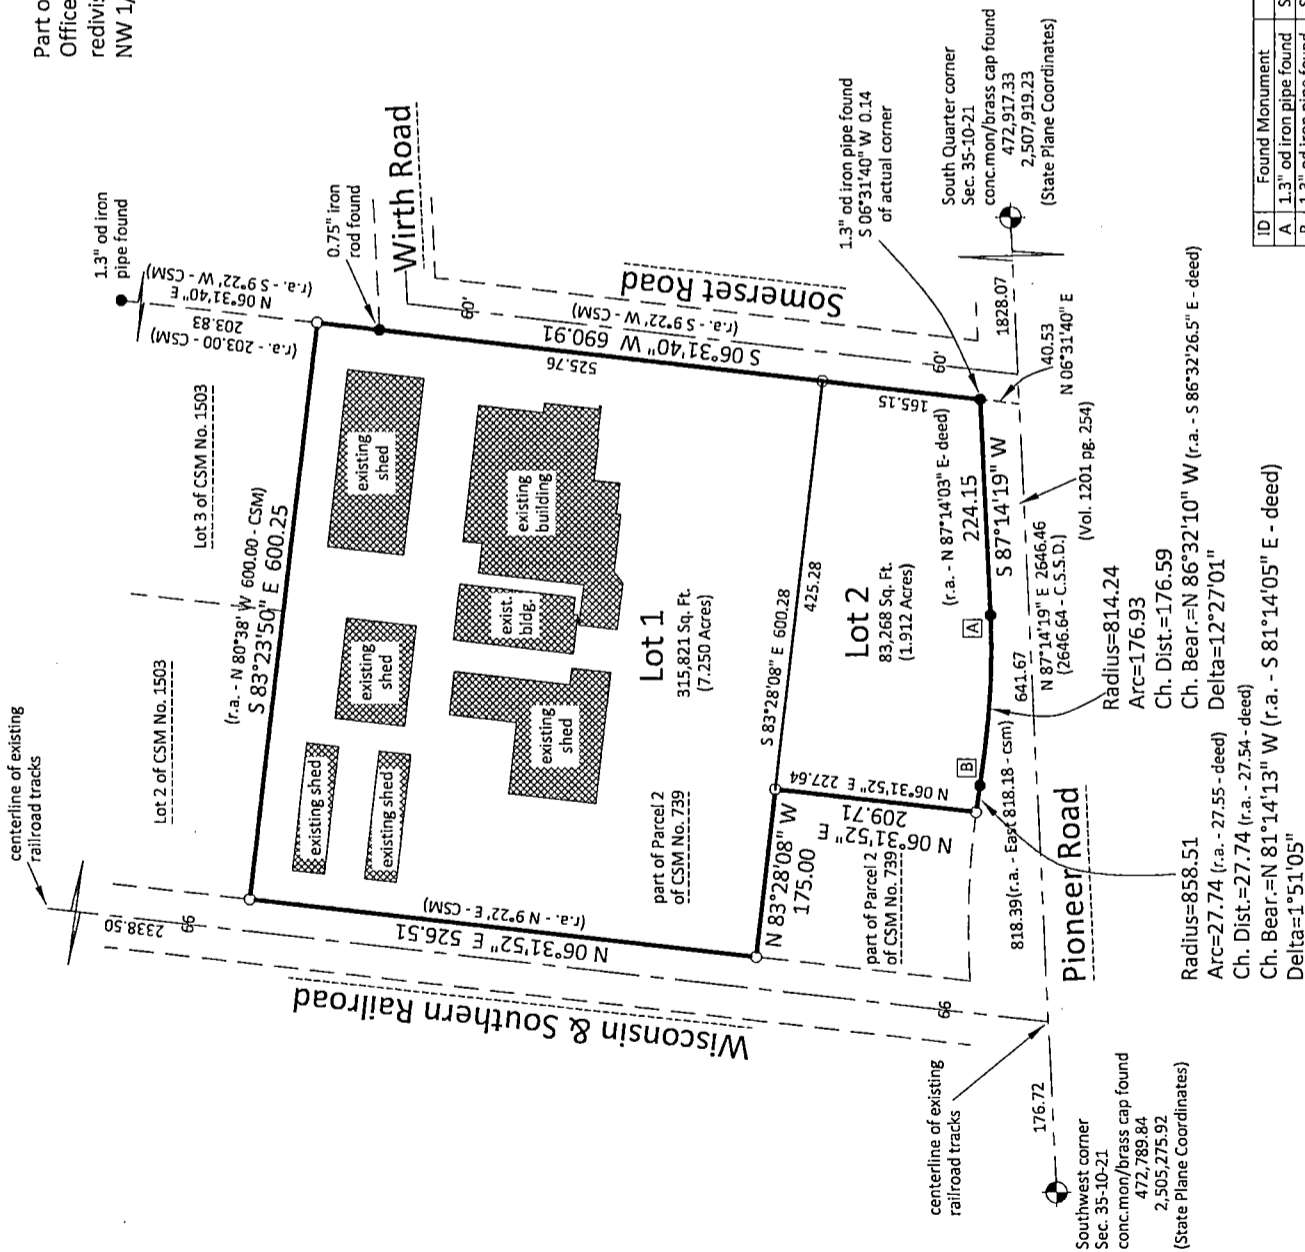 Part o
Office
redivis
NW 1/
centerline of existing
railroad tracks
1.3" od iron
pipe found
N 06°31'40" E
(r.a. - S 9°22' W - CSM)
203.83
(r.a. - 203.00 - CSM)
0.75" iron
rod found
Wirth Road
Lot 3 of CSM No. 1503
Lot 2 of CSM No. 1503
(r.a. - N 80°38' W 600.00 - CSM)
S 83°23'50" E 600.25
2338.50
66
60'
Somerset Road
(r.a. - S 9°22' W - CSM)
S 06°31'40" W 690.91
525.76
165.15
60'
existing
shed
existing
shed
existing shed
existing shed
existing
building
exist.
bldg.
existing
shed
Lot 1
315,821 Sq. Ft.
(7.250 Acres)
part of Parcel 2
of CSM No. 739
(r.a. - N 9°22' E - CSM)
N 06°31'52" E 526.51
Wisconsin & Southern Railroad
S 83°28'08" E 600.28
425.28
N 83°28'08" W
175.00
N 06°31'52" E 227.64
209.71
N 06°31'52" E
part of Parcel 2
of CSM No. 739
Lot 2
83,268 Sq. Ft.
(1.912 Acres)
(r.a. - N 87°14'03" E- deed)
224.15
S 87°14'19" W
A
B
1.3" od iron pipe found
S 06°31'40" W 0.14
of actual corner
South Quarter corner
Sec. 35-10-21
conc.mon/brass cap found
472,917.33
2,507,919.23
(State Plane Coordinates)
1828.07
40.53
N 06°31'40" E
(Vol. 1201 pg. 254)
641.67
N 87°14'19" E 2646.46
(2646.64 - C.S.S.D.)
818.39(r.a. - East 818.18 - csm)
66
Pioneer Road
centerline of existing
railroad tracks
176.72
Southwest corner
Sec. 35-10-21
conc.mon/brass cap found
472,789.84
2,505,275.92
(State Plane Coordinates)
Radius=814.24
Arc=176.93
Ch. Dist.=176.59
Ch. Bear.=N 86°32'10" W (r.a. - S 86°32'26.5" E - deed)
Delta=12°27'01"
Radius=858.51
Arc=27.74 (r.a. - 27.55 - deed)
Ch. Dist.=27.74 (r.a. - 27.54 - deed)
Ch. Bear.=N 81°14'13" W (r.a. - S 81°14'05" E - deed)
Delta=1°51'05"
ID Found Monument
A 1.3" od iron pipe found S